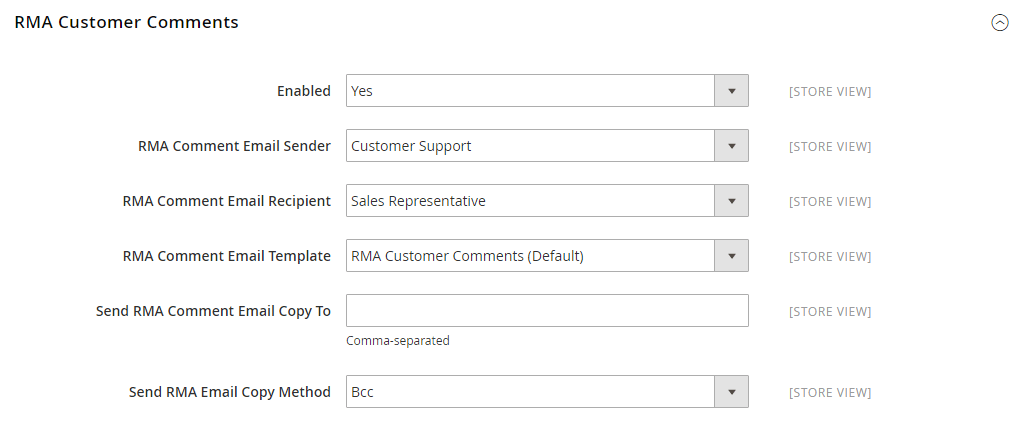 RMA Customer Comments
Enabled Yes [STORE VIEW]
RMA Comment Email Sender Customer Support [STORE VIEW]
RMA Comment Email Recipient Sales Representative [STORE VIEW]
RMA Comment Email Template RMA Customer Comments (Default) [STORE VIEW]
Send RMA Comment Email Copy To [STORE VIEW]
Comma-separated
Send RMA Email Copy Method Bcc [STORE VIEW]